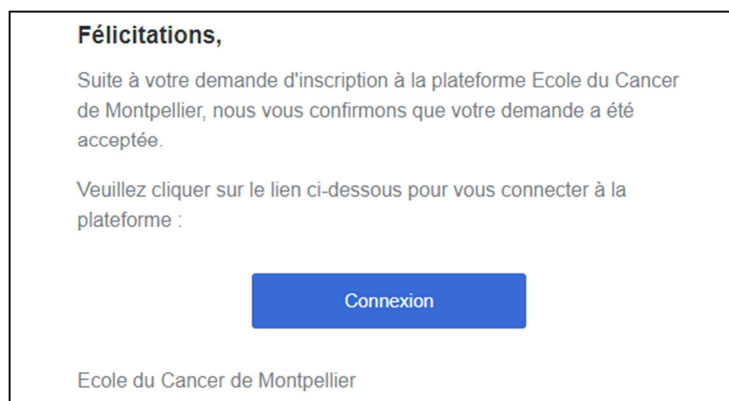 Félicitations,
Suite à votre demande d'inscription à la plateforme Ecole du Cancer
de Montpellier, nous vous confirmons que votre demande a été
acceptée.
Veuillez cliquer sur le lien ci-dessous pour vous connecter à la
plateforme :
Connexion
Ecole du Cancer de Montpellier